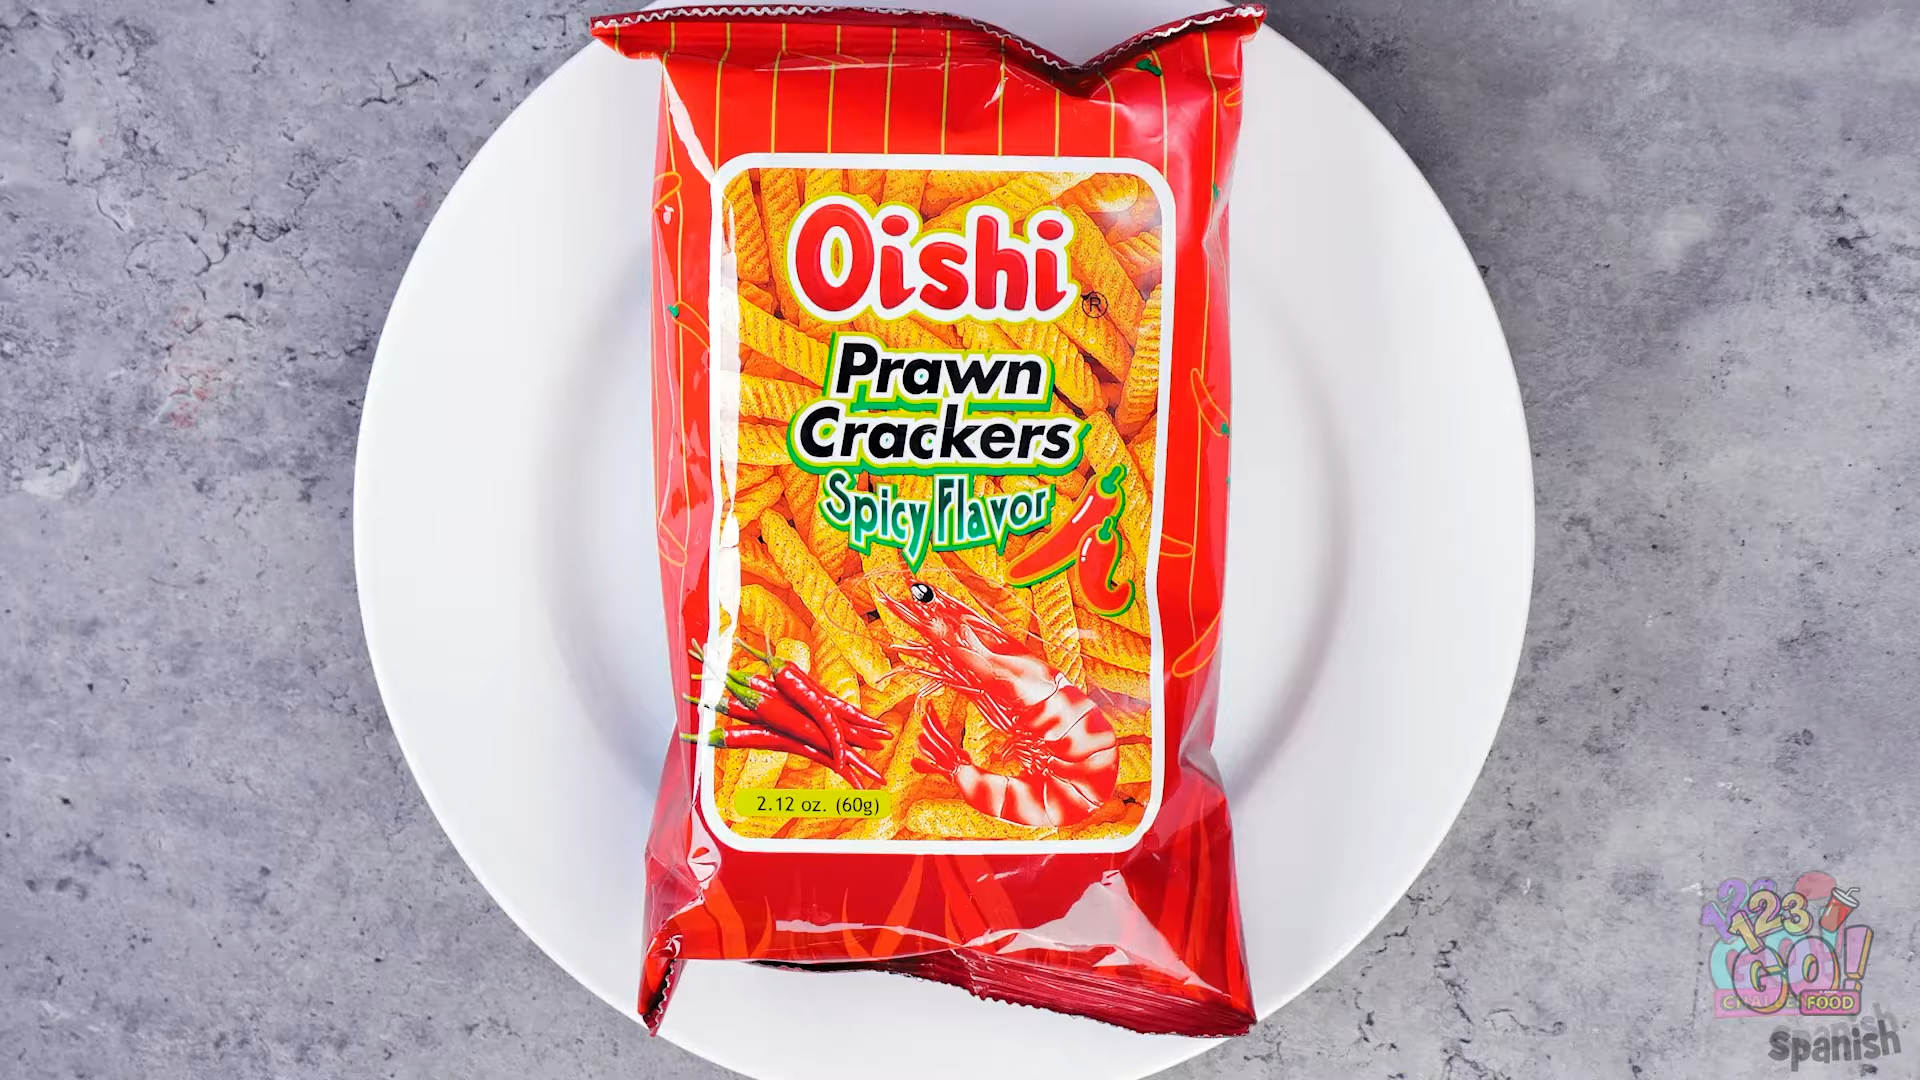 Oishi
®
Prawn
Crackers
Spicy Flavor
2.12 oz. (60g)
123
GO!
FOOD
Spanish